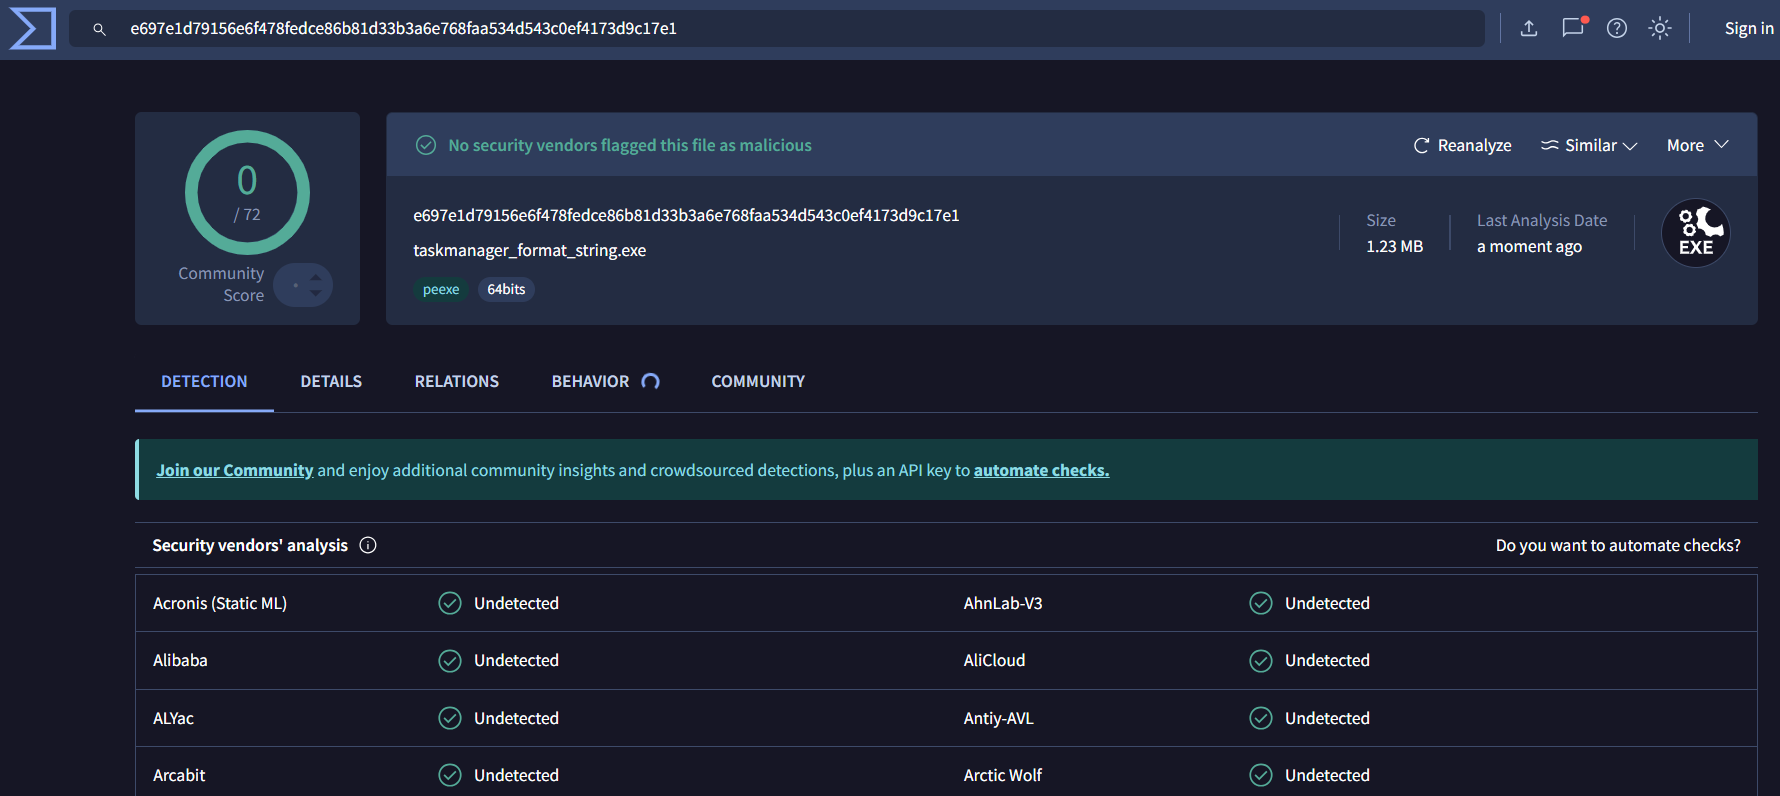 e697e1d79156e6f478fedce86b81d33b3a6e768faa534d543c0ef4173d9c17e1
Sign in
0
/ 72
Community
Score
No security vendors flagged this file as malicious
Reanalyze
Similar
More
e697e1d79156e6f478fedce86b81d33b3a6e768faa534d543c0ef4173d9c17e1
taskmanager_format_string.exe
peexe
64bits
Size
1.23 MB
Last Analysis Date
a moment ago
EXE
DETECTION
DETAILS
RELATIONS
BEHAVIOR
COMMUNITY
Join our Community and enjoy additional community insights and crowdsourced detections, plus an API key to automate checks.
Security vendors' analysis
Do you want to automate checks?
Acronis (Static ML)
Undetected
AhnLab-V3
Undetected
Alibaba
Undetected
AliCloud
Undetected
ALYac
Undetected
Antiy-AVL
Undetected
Arcabit
Undetected
Arctic Wolf
Undetected